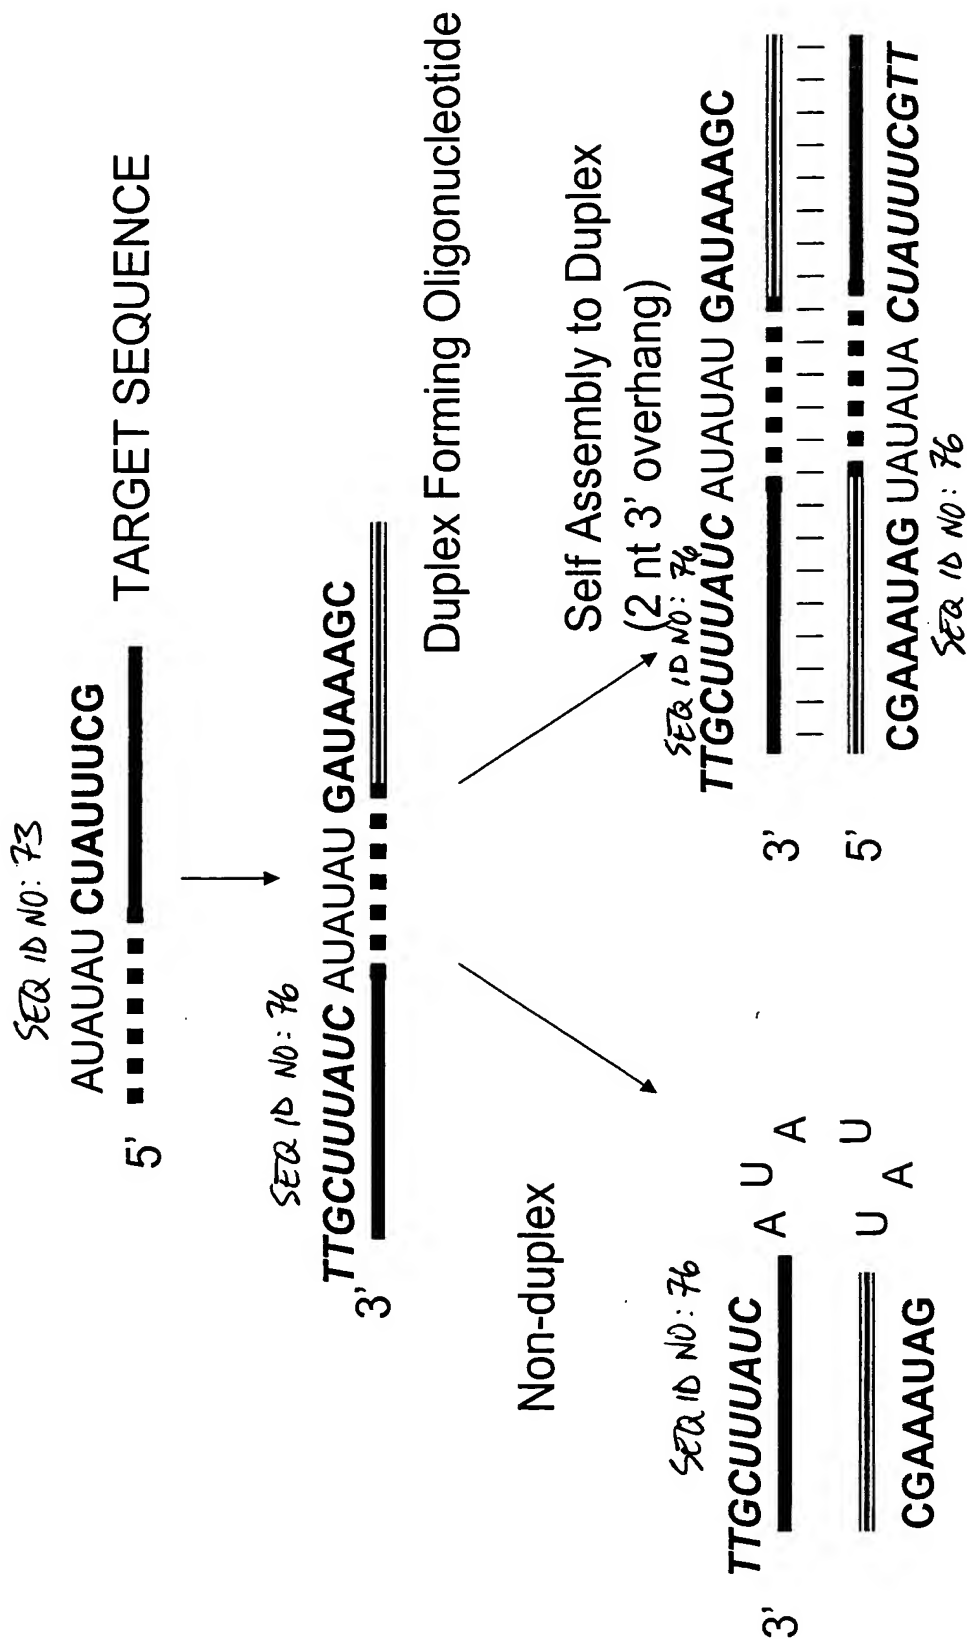 SEQ ID NO: 73
AUAUAU CUAUUUCG
5'
TARGET SEQUENCE
SEQ ID NO: 76
TTGCUUUAUC AUAUAU GAUAAAGC
3'
Duplex Forming Oligonucleotide
Non-duplex
SEQ ID NO: 76
TTGCUUUAUC
3'
A U A
U A U
CGAAAUAG
Self Assembly to Duplex
(2 nt 3' overhang)
SEQ ID NO: 76
TTGCUUUAUC AUAUAU GAUAAAGC
3'
5'
CGAAAUAG UAUAUA CUAUUUCGTT
SEQ ID NO: 76